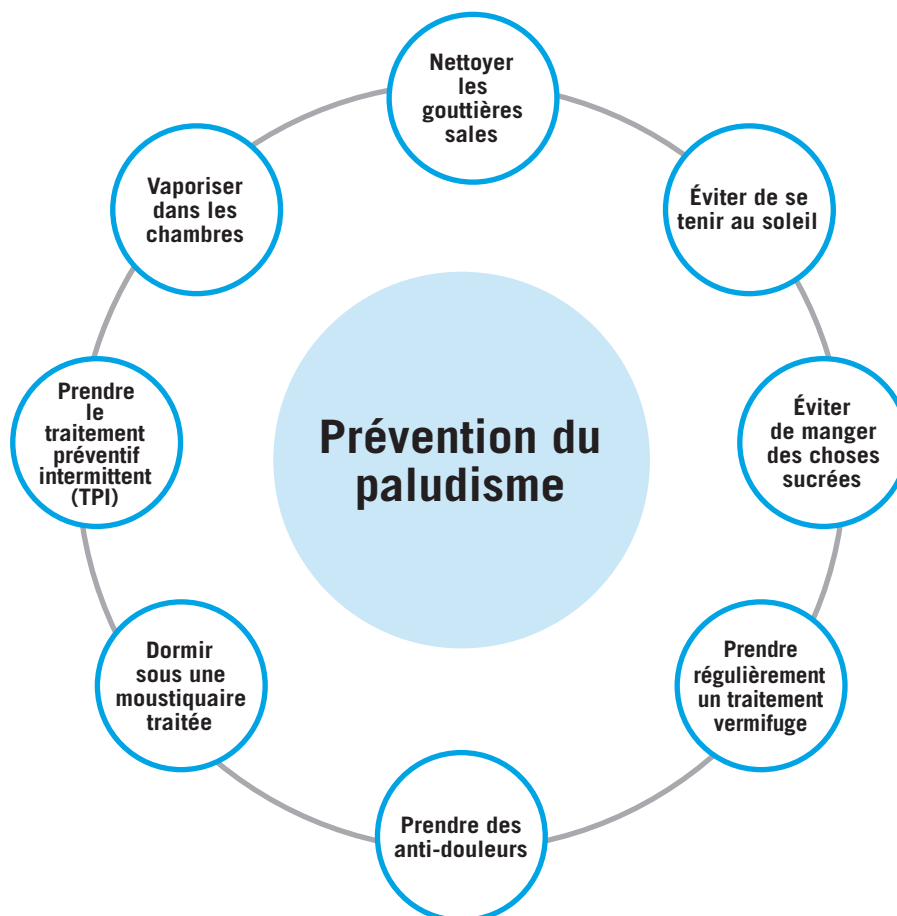 Nettoyer
les
gouttières
sales
Éviter de se
tenir au soleil
Éviter
de manger
des choses
sucrées
Prendre
régulièrement
un traitement
vermifuge
Prendre des
anti-douleurs
Dormir
sous une
moustiquaire
traitée
Prendre
le
traitement
préventif
intermittent
(TPI)
Vaporiser
dans les
chambres
Prévention du
paludisme